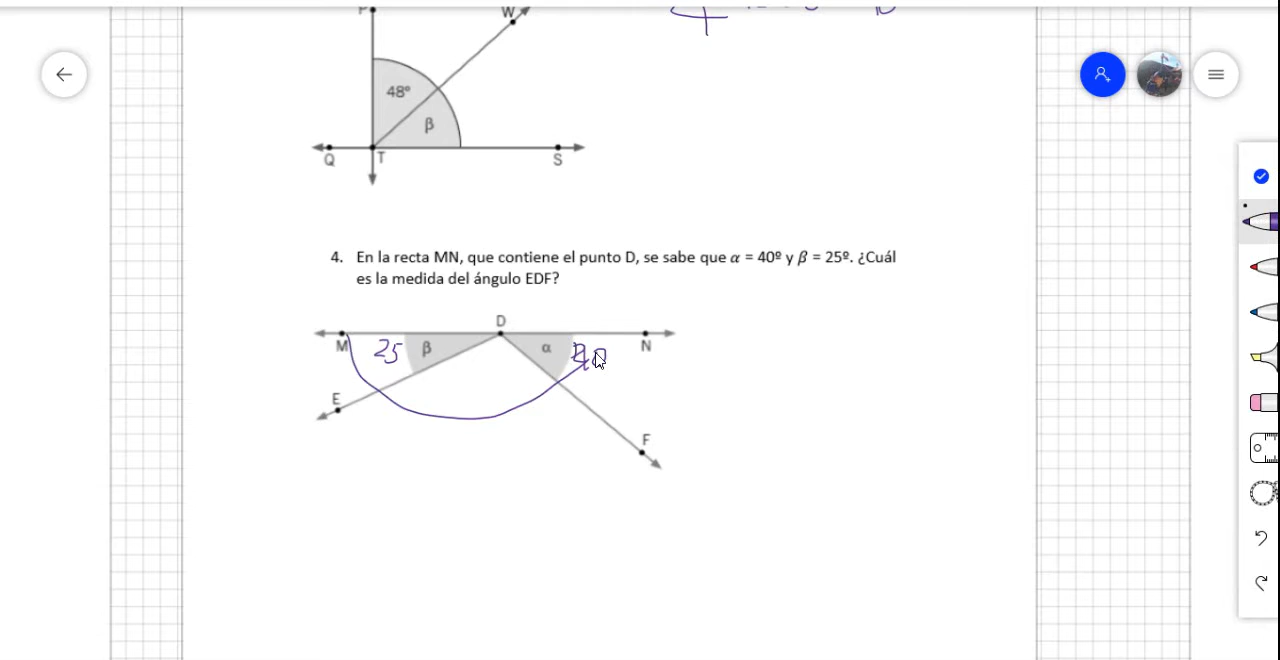 W
48º
β
Q
T
S
4. En la recta MN, que contiene el punto D, se sabe que α = 40º y β = 25º. ¿Cuál
es la medida del ángulo EDF?
D
M 25 β α 40 N
E
F